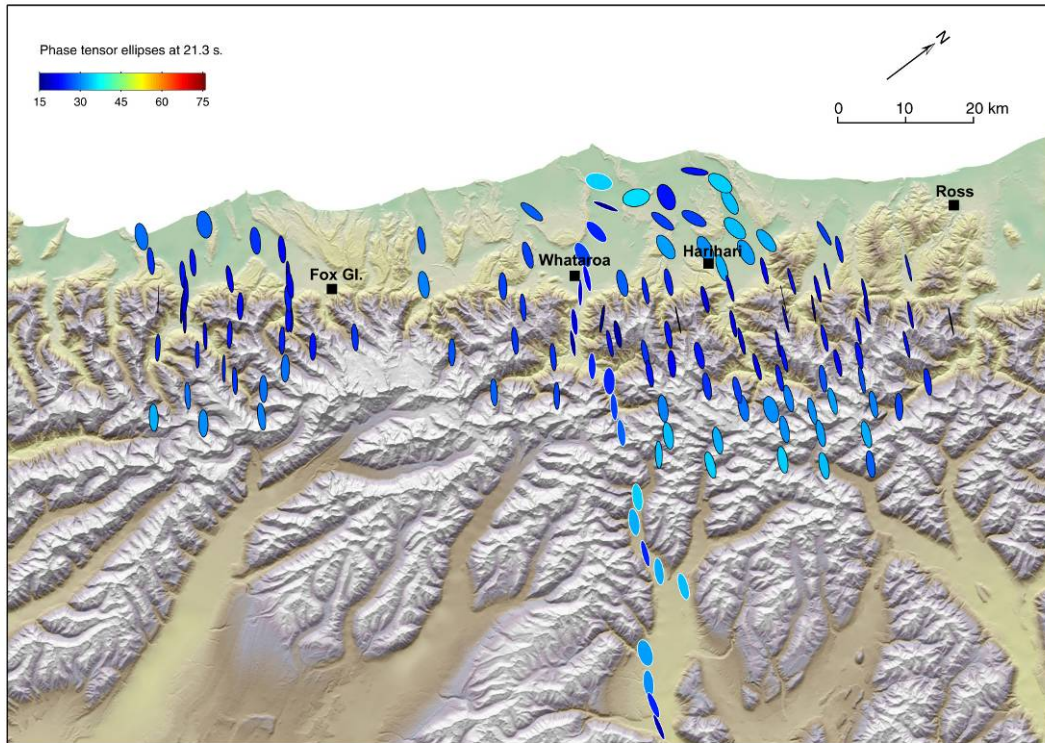 Phase tensor ellipses at 21.3 s.
15 30 45 60 75
N
0 10 20 km
Ross
Harihari
Whataroa
Fox Gl.